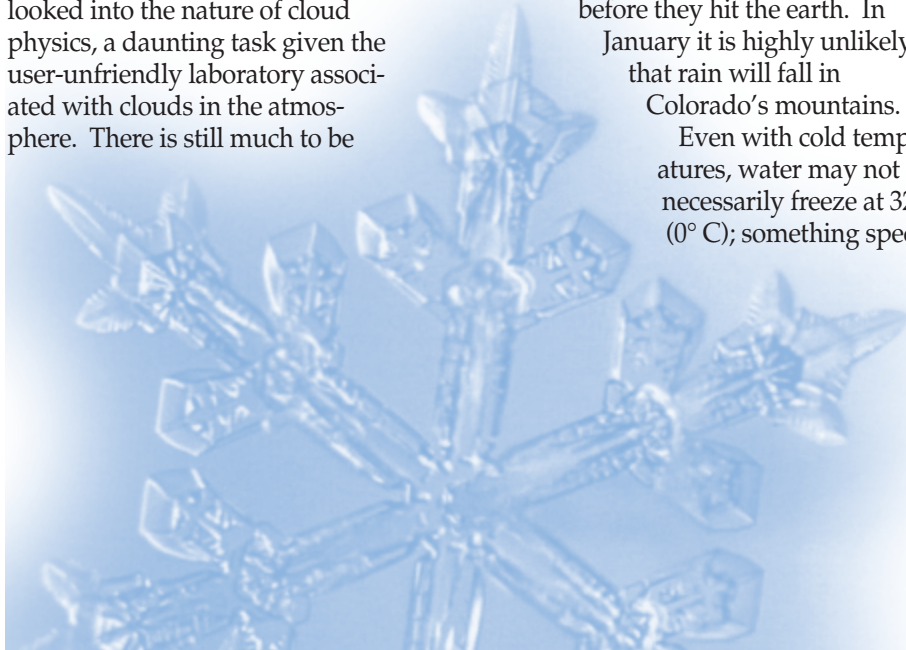 looked into the nature of cloud
physics, a daunting task given the
user-unfriendly laboratory associ-
ated with clouds in the atmos-
phere. There is still much to be
before they hit the earth. In
January it is highly unlikely
that rain will fall in
Colorado's mountains.
Even with cold temp
atures, water may not
necessarily freeze at 32
(0° C); something spe